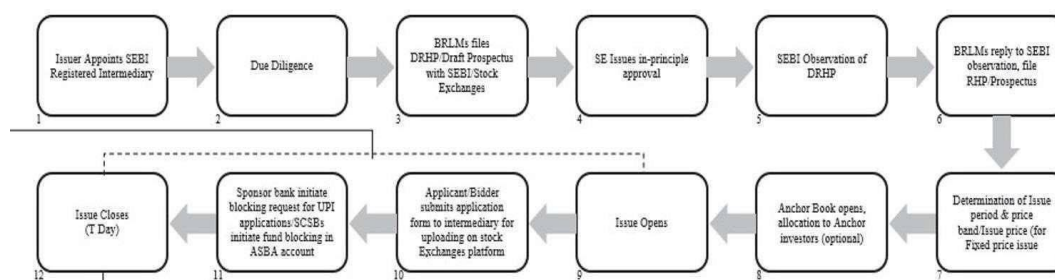 Issuer Appoints SEBI
Registered Intermediary
1
Due Diligence
2
BRLMs files
DRHP/Draft Prospectus
with SEBI/Stock
Exchanges
3
SE Issues in-principle
approval
4
SEBI Observation of
DRHP
5
BRLMs reply to SEBI
observation, file
RHP/Prospectus
6
Determination of Issue
period & price
band/Issue price (for
Fixed price issue
7
Anchor Book opens,
allocation to Anchor
investors (optional)
8
Issue Opens
9
Applicant/Bidder
submits application
form to intermediary for
uploading on stock
Exchanges platform
10
Sponsor bank initiate
blocking request for UPI
applications/SCSBs
initiate fund blocking in
ASBA account
11
Issue Closes
(T Day)
12